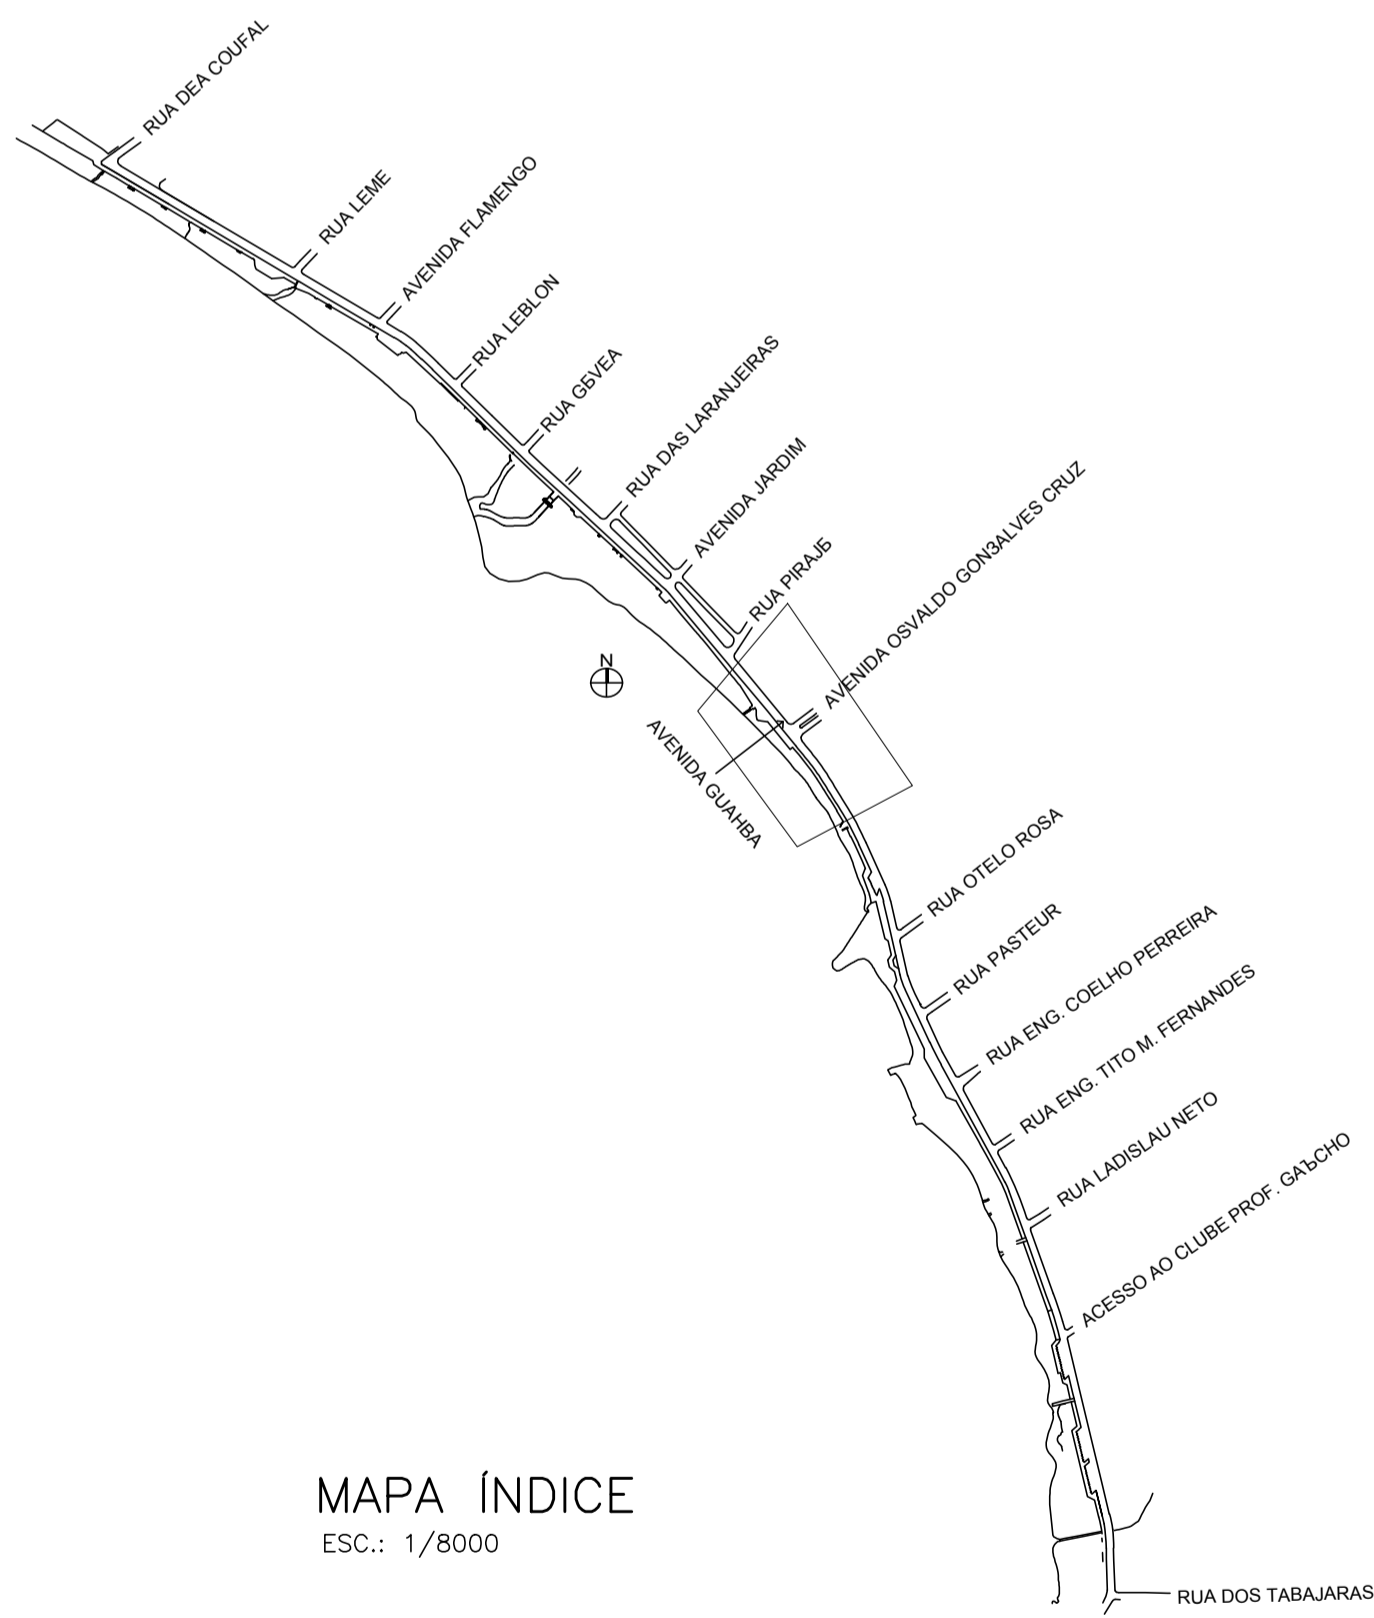 RUA DEA COUFAL
RUA LEME
AVENIDA FLAMENGO
RUA LEBLON
RUA GБVEA
RUA DAS LARANJEIRAS
AVENIDA JARDIM
RUA PIRAJБ
AVENIDA OSVALDO GONЗALVES CRUZ
N
AVENIDA GUAНBA
RUA OTELO ROSA
RUA PASTEUR
RUA ENG. COELHO PERREIRA
RUA ENG. TITO M. FERNANDES
RUA LADISLAU NETO
ACESSO AO CLUBE PROF. GAЪCHO
MAPA ÍNDICE
ESC.: 1/8000
RUA DOS TABAJARAS